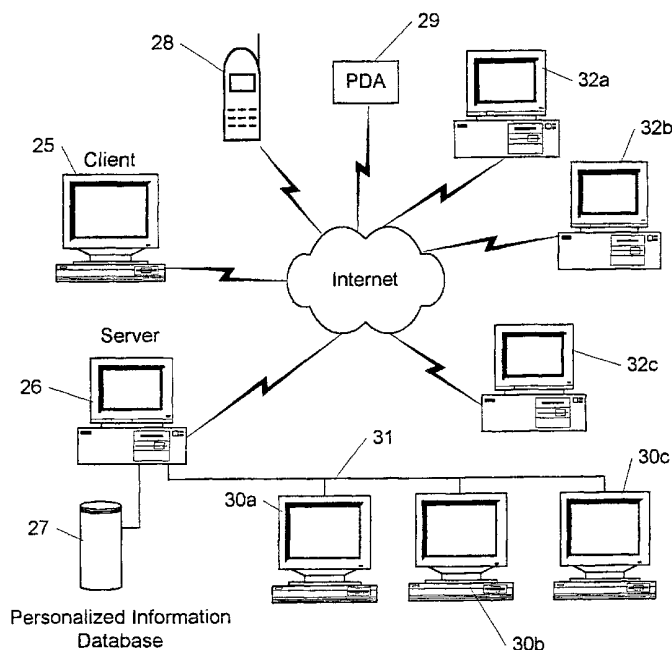 28
29
PDA
32a
32b
25
Client
Internet
Server
26
32c
31
30a
30c
27
30b
Personalized Information
Database